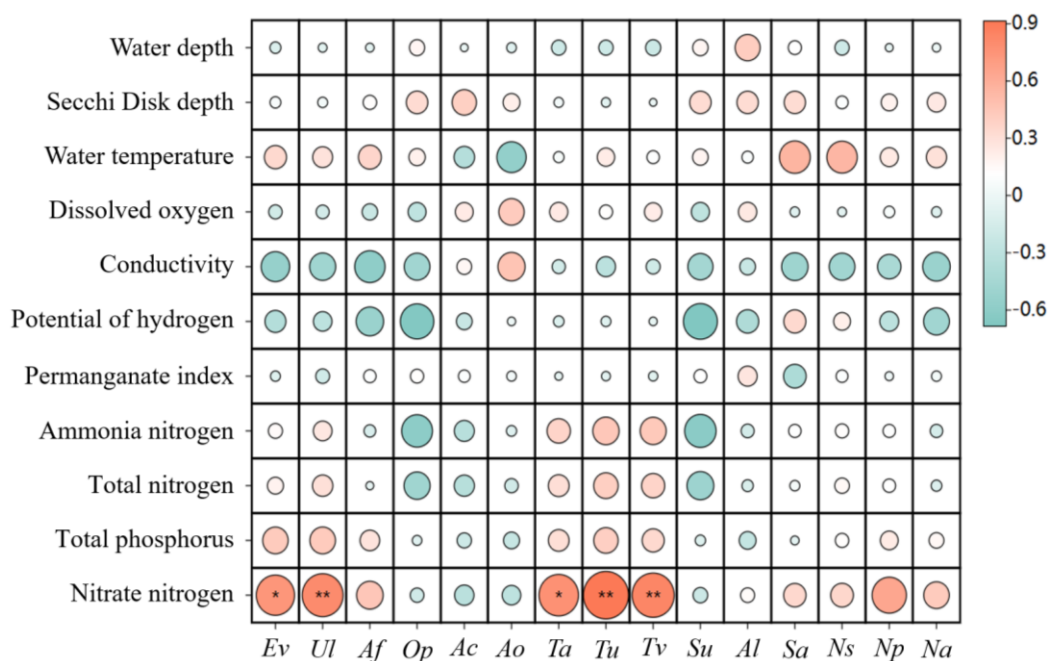 Water depth
Secchi Disk depth
Water temperature
Dissolved oxygen
Conductivity
Potential of hydrogen
Permanganate index
Ammonia nitrogen
Total nitrogen
Total phosphorus
Nitrate nitrogen * ** * ** **
Ev Ul Af Op Ac Ao Ta Tu Tv Su Al Sa Ns Np Na
0.9
0.6
0.3
0
-0.3
-0.6